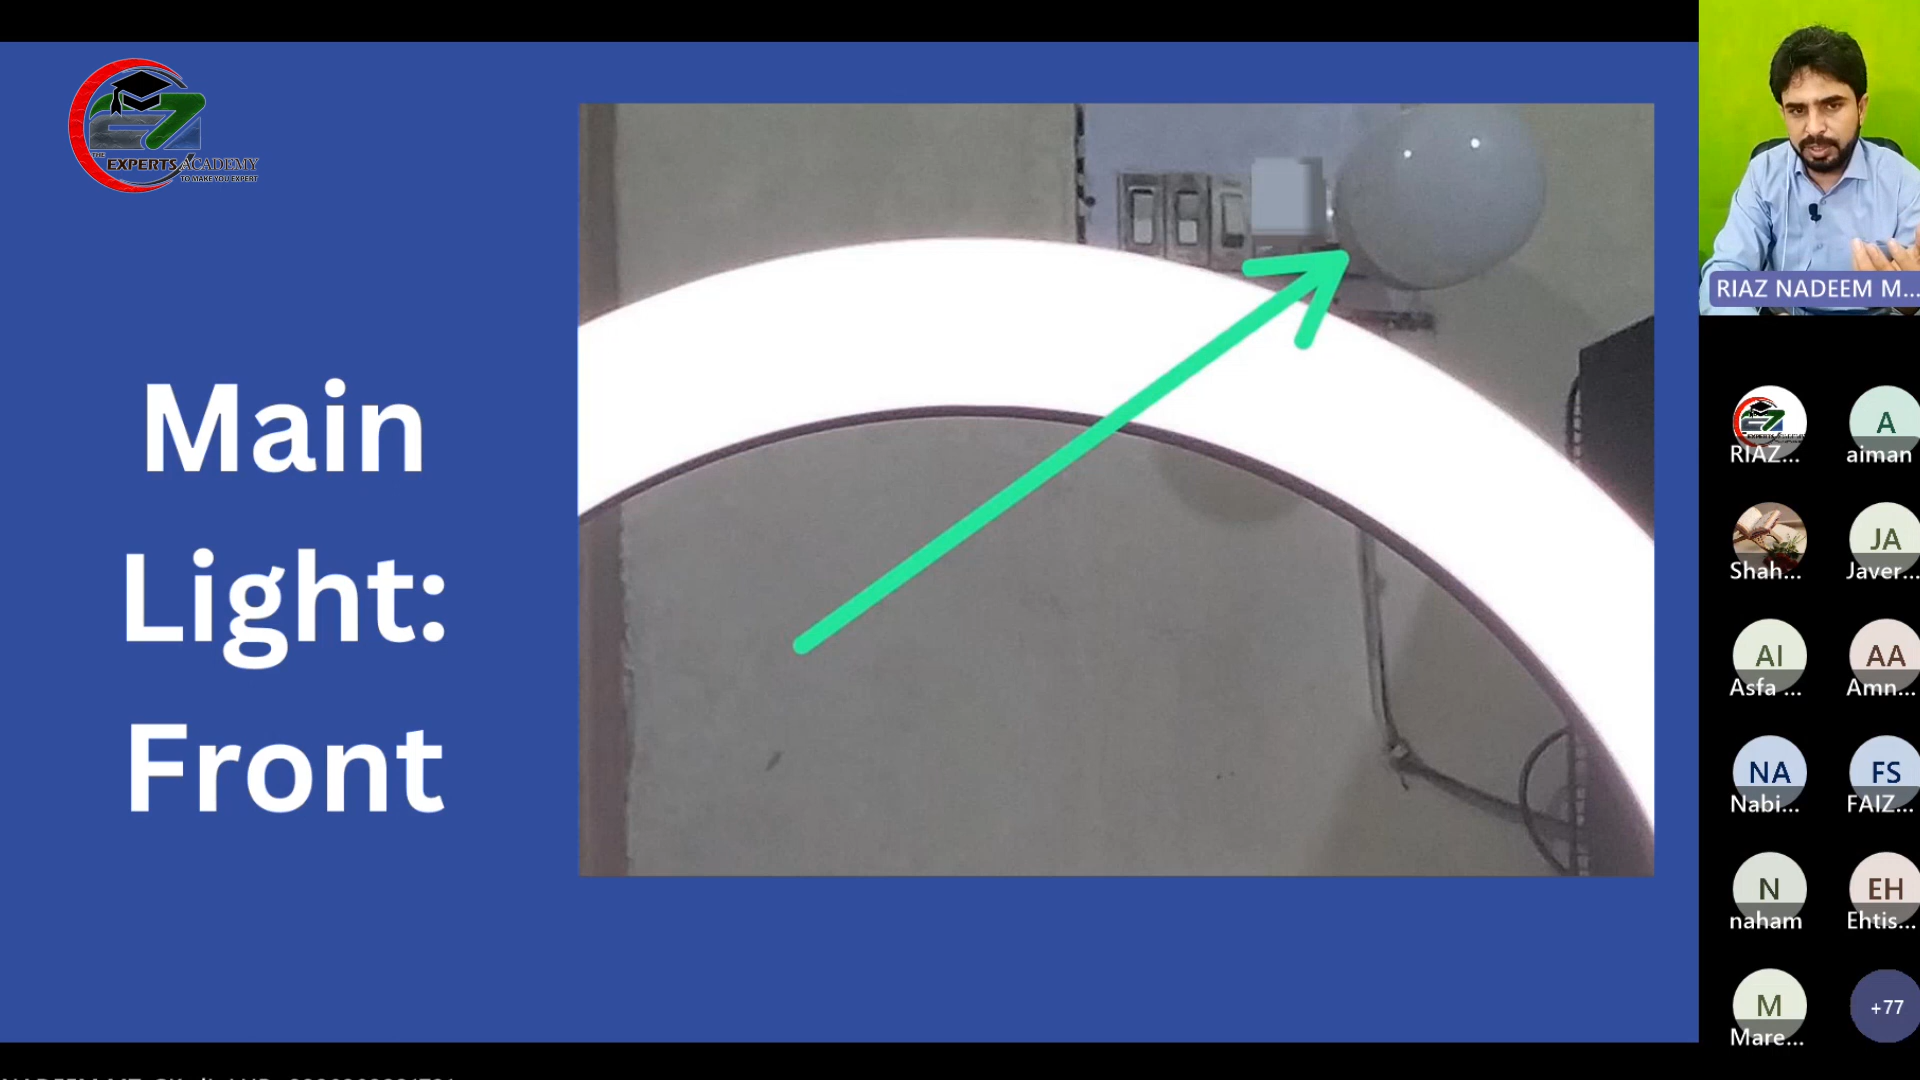 THE
EXPERTS ACADEMY
TO MAKE YOU EXPERT
Main
Light:
Front
RIAZ NADEEM M...
RIAZ...
A
aiman
Shah...
JA
Javer...
AI
Asfa ...
AA
Amn...
NA
Nabi...
FS
FAIZ...
N
naham
EH
Ehtis...
M
Mare...
+77